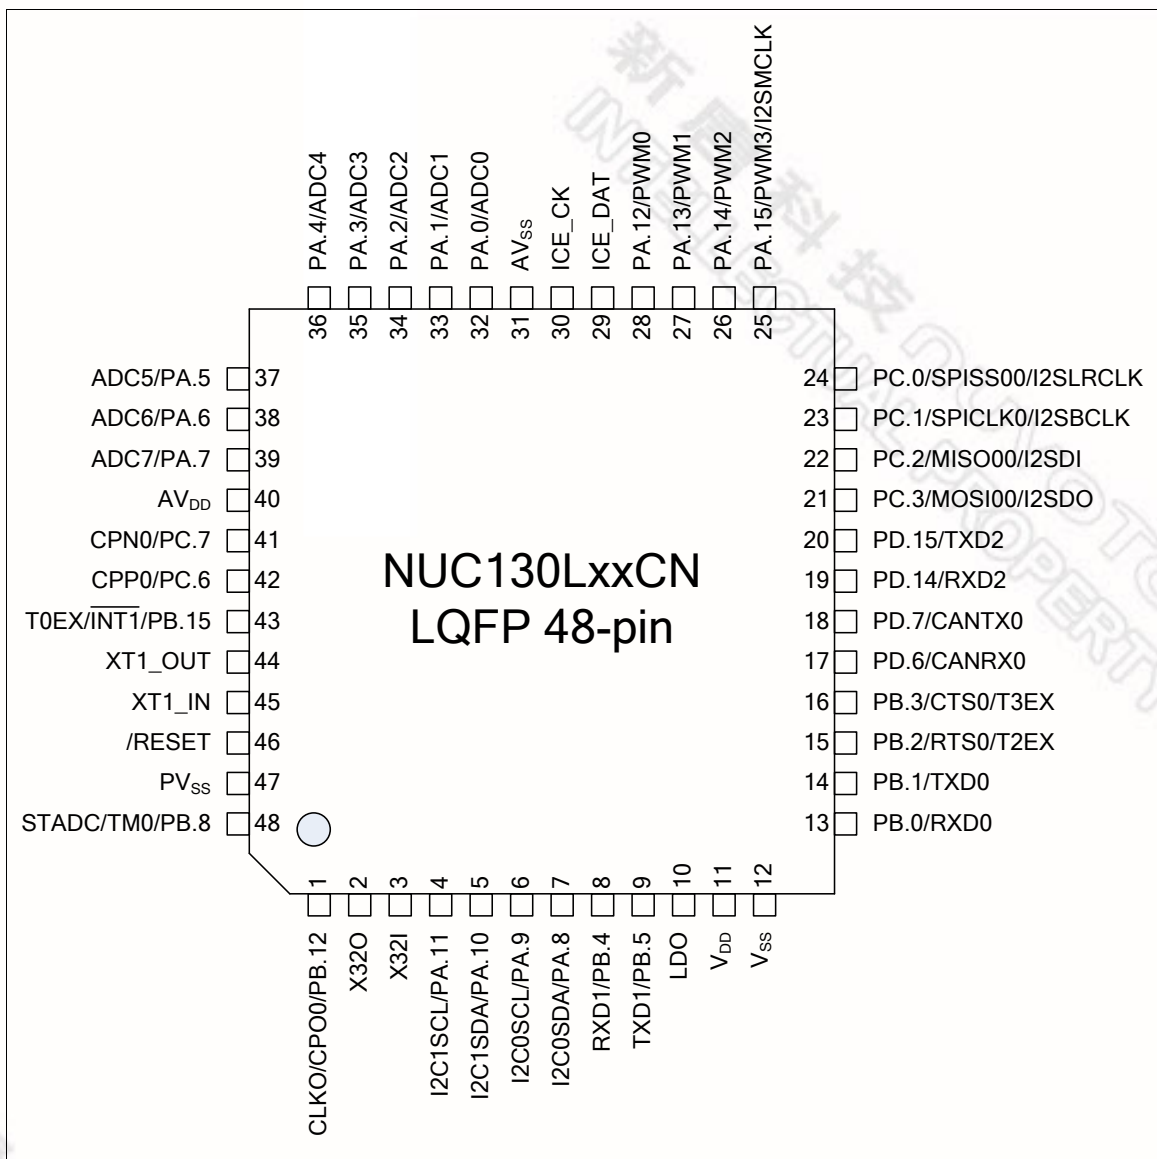 新唐科技 nuvoTon
INTELLECTUAL PROPERTY
PA.4/ADC4
PA.3/ADC3
PA.2/ADC2
PA.1/ADC1
PA.0/ADC0
AVSS
ICE_CK
ICE_DAT
PA.12/PWM0
PA.13/PWM1
PA.14/PWM2
PA.15/PWM3/I2SMCLK
36
35
34
33
32
31
30
29
28
27
26
25
ADC5/PA.5 37
ADC6/PA.6 38
ADC7/PA.7 39
AVDD 40
CPN0/PC.7 41
CPP0/PC.6 42
T0EX/INT1/PB.15 43
XT1_OUT 44
XT1_IN 45
/RESET 46
PVSS 47
STADC/TM0/PB.8 48
NUC130LxxCN
LQFP 48-pin
24 PC.0/SPISS00/I2SLRCLK
23 PC.1/SPICLK0/I2SBCLK
22 PC.2/MISO00/I2SDI
21 PC.3/MOSI00/I2SDO
20 PD.15/TXD2
19 PD.14/RXD2
18 PD.7/CANTX0
17 PD.6/CANRX0
16 PB.3/CTS0/T3EX
15 PB.2/RTS0/T2EX
14 PB.1/TXD0
13 PB.0/RXD0
1
2
3
4
5
6
7
8
9
10
11
12
CLKO/CPO0/PB.12
X32O
X32I
I2C1SCL/PA.11
I2C1SDA/PA.10
I2C0SCL/PA.9
I2C0SDA/PA.8
RXD1/PB.4
TXD1/PB.5
LDO
VDD
VSS